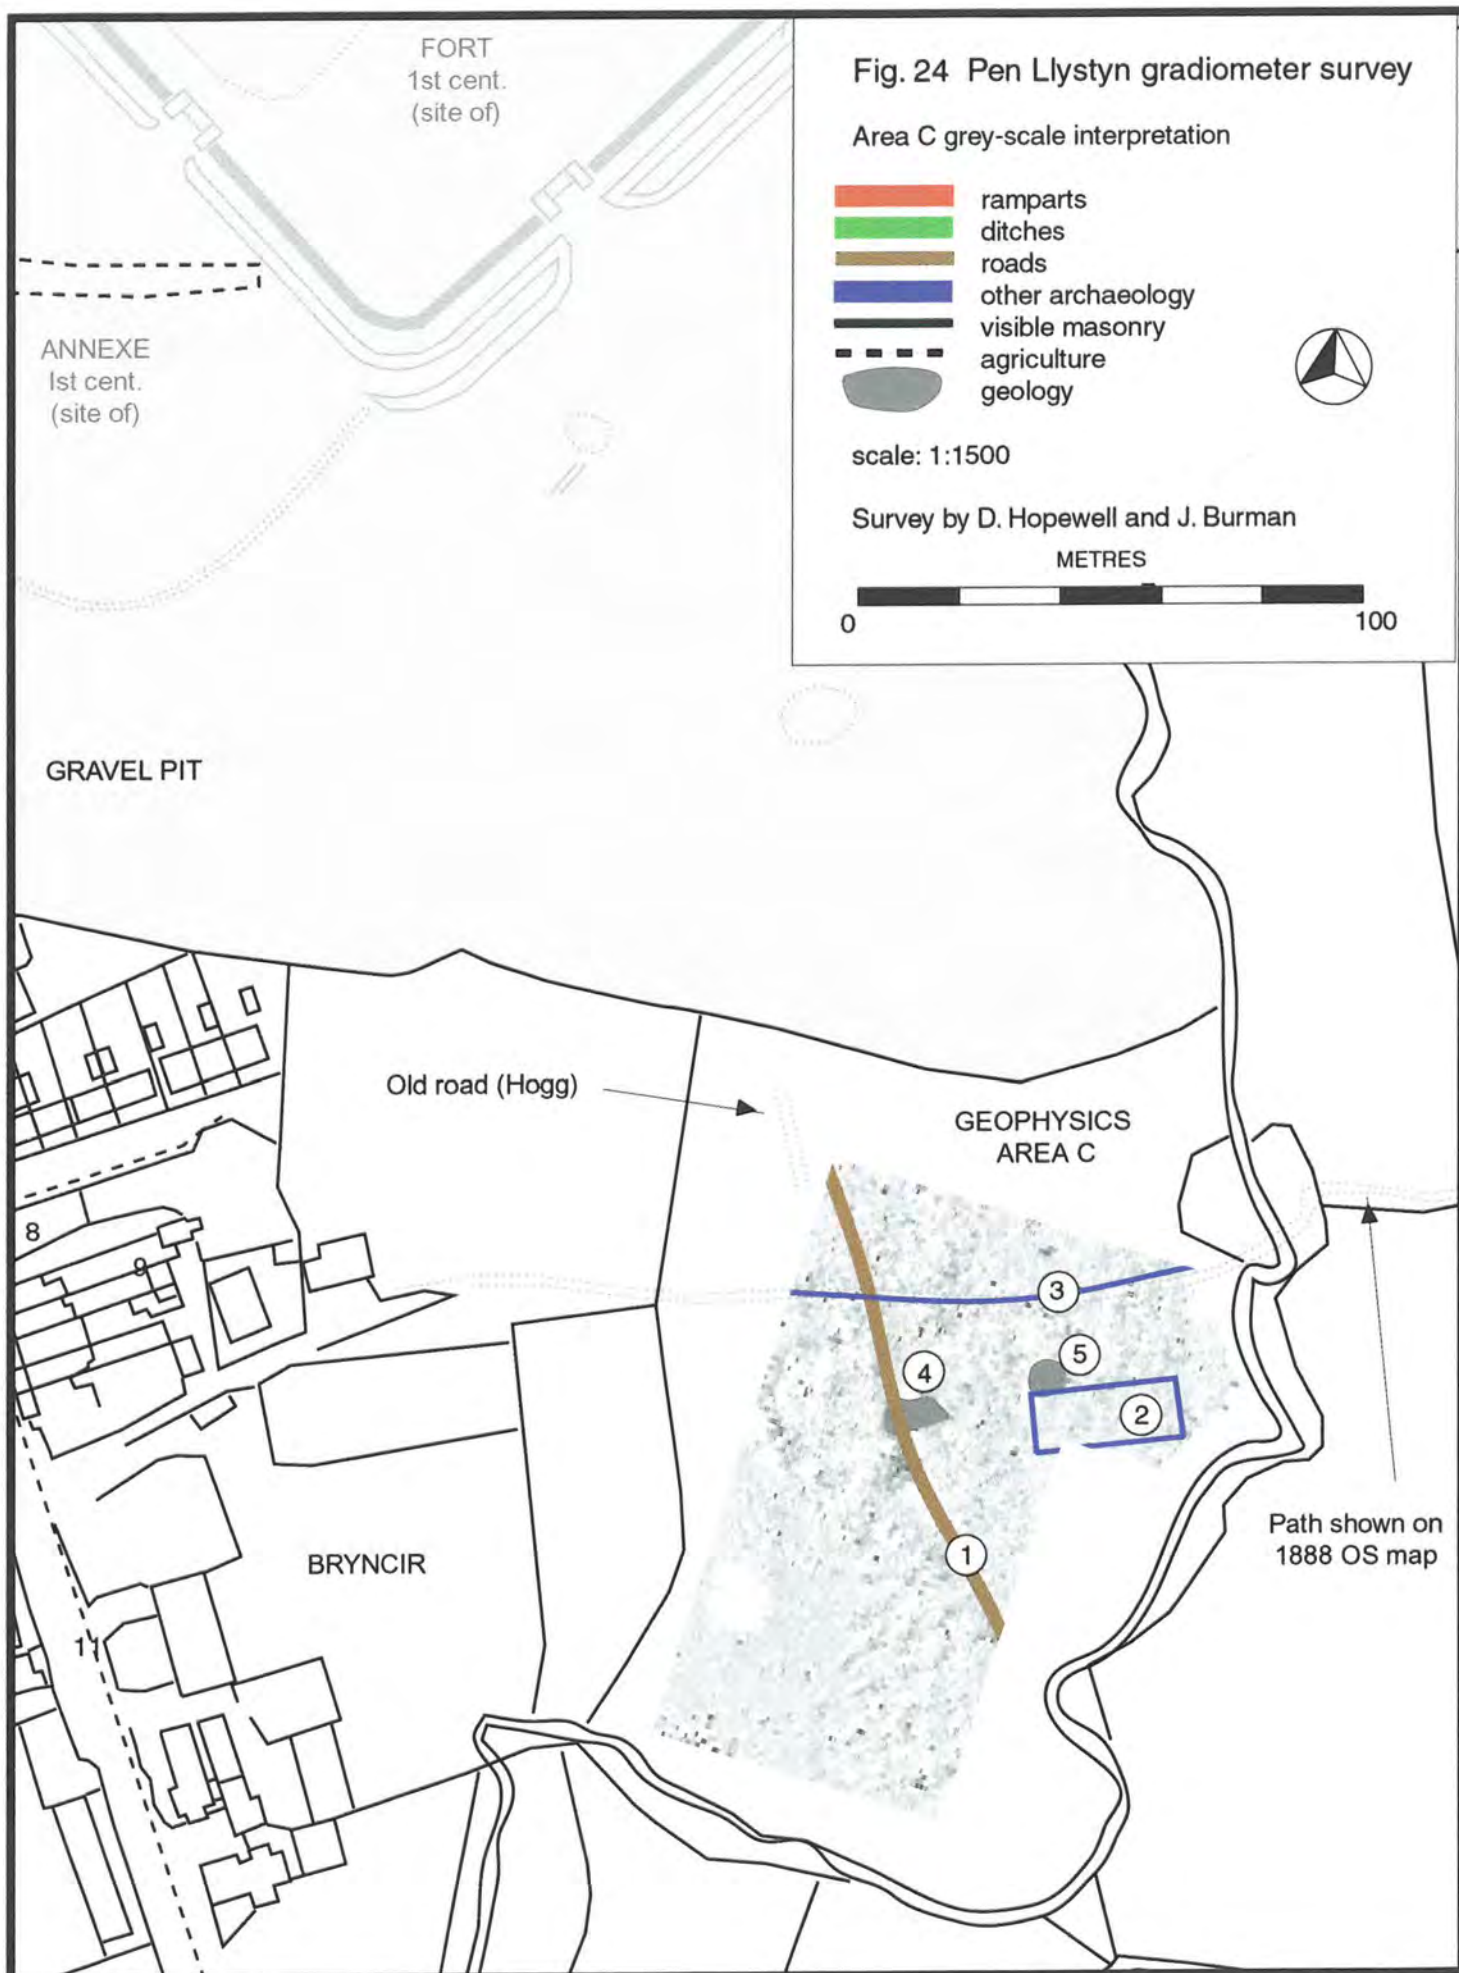 FORT
1st cent.
(site of)
Fig. 24 Pen Llystyn gradiometer survey
Area C grey-scale interpretation
ramparts
ditches
roads
other archaeology
visible masonry
agriculture
geology
scale: 1:1500
Survey by D. Hopewell and J. Burman
METRES
0 100
ANNEXE
Ist cent.
(site of)
GRAVEL PIT
Old road (Hogg)
GEOPHYSICS
AREA C
8
9
3
5
4
2
1
Path shown on
1888 OS map
BRYNCIR
11